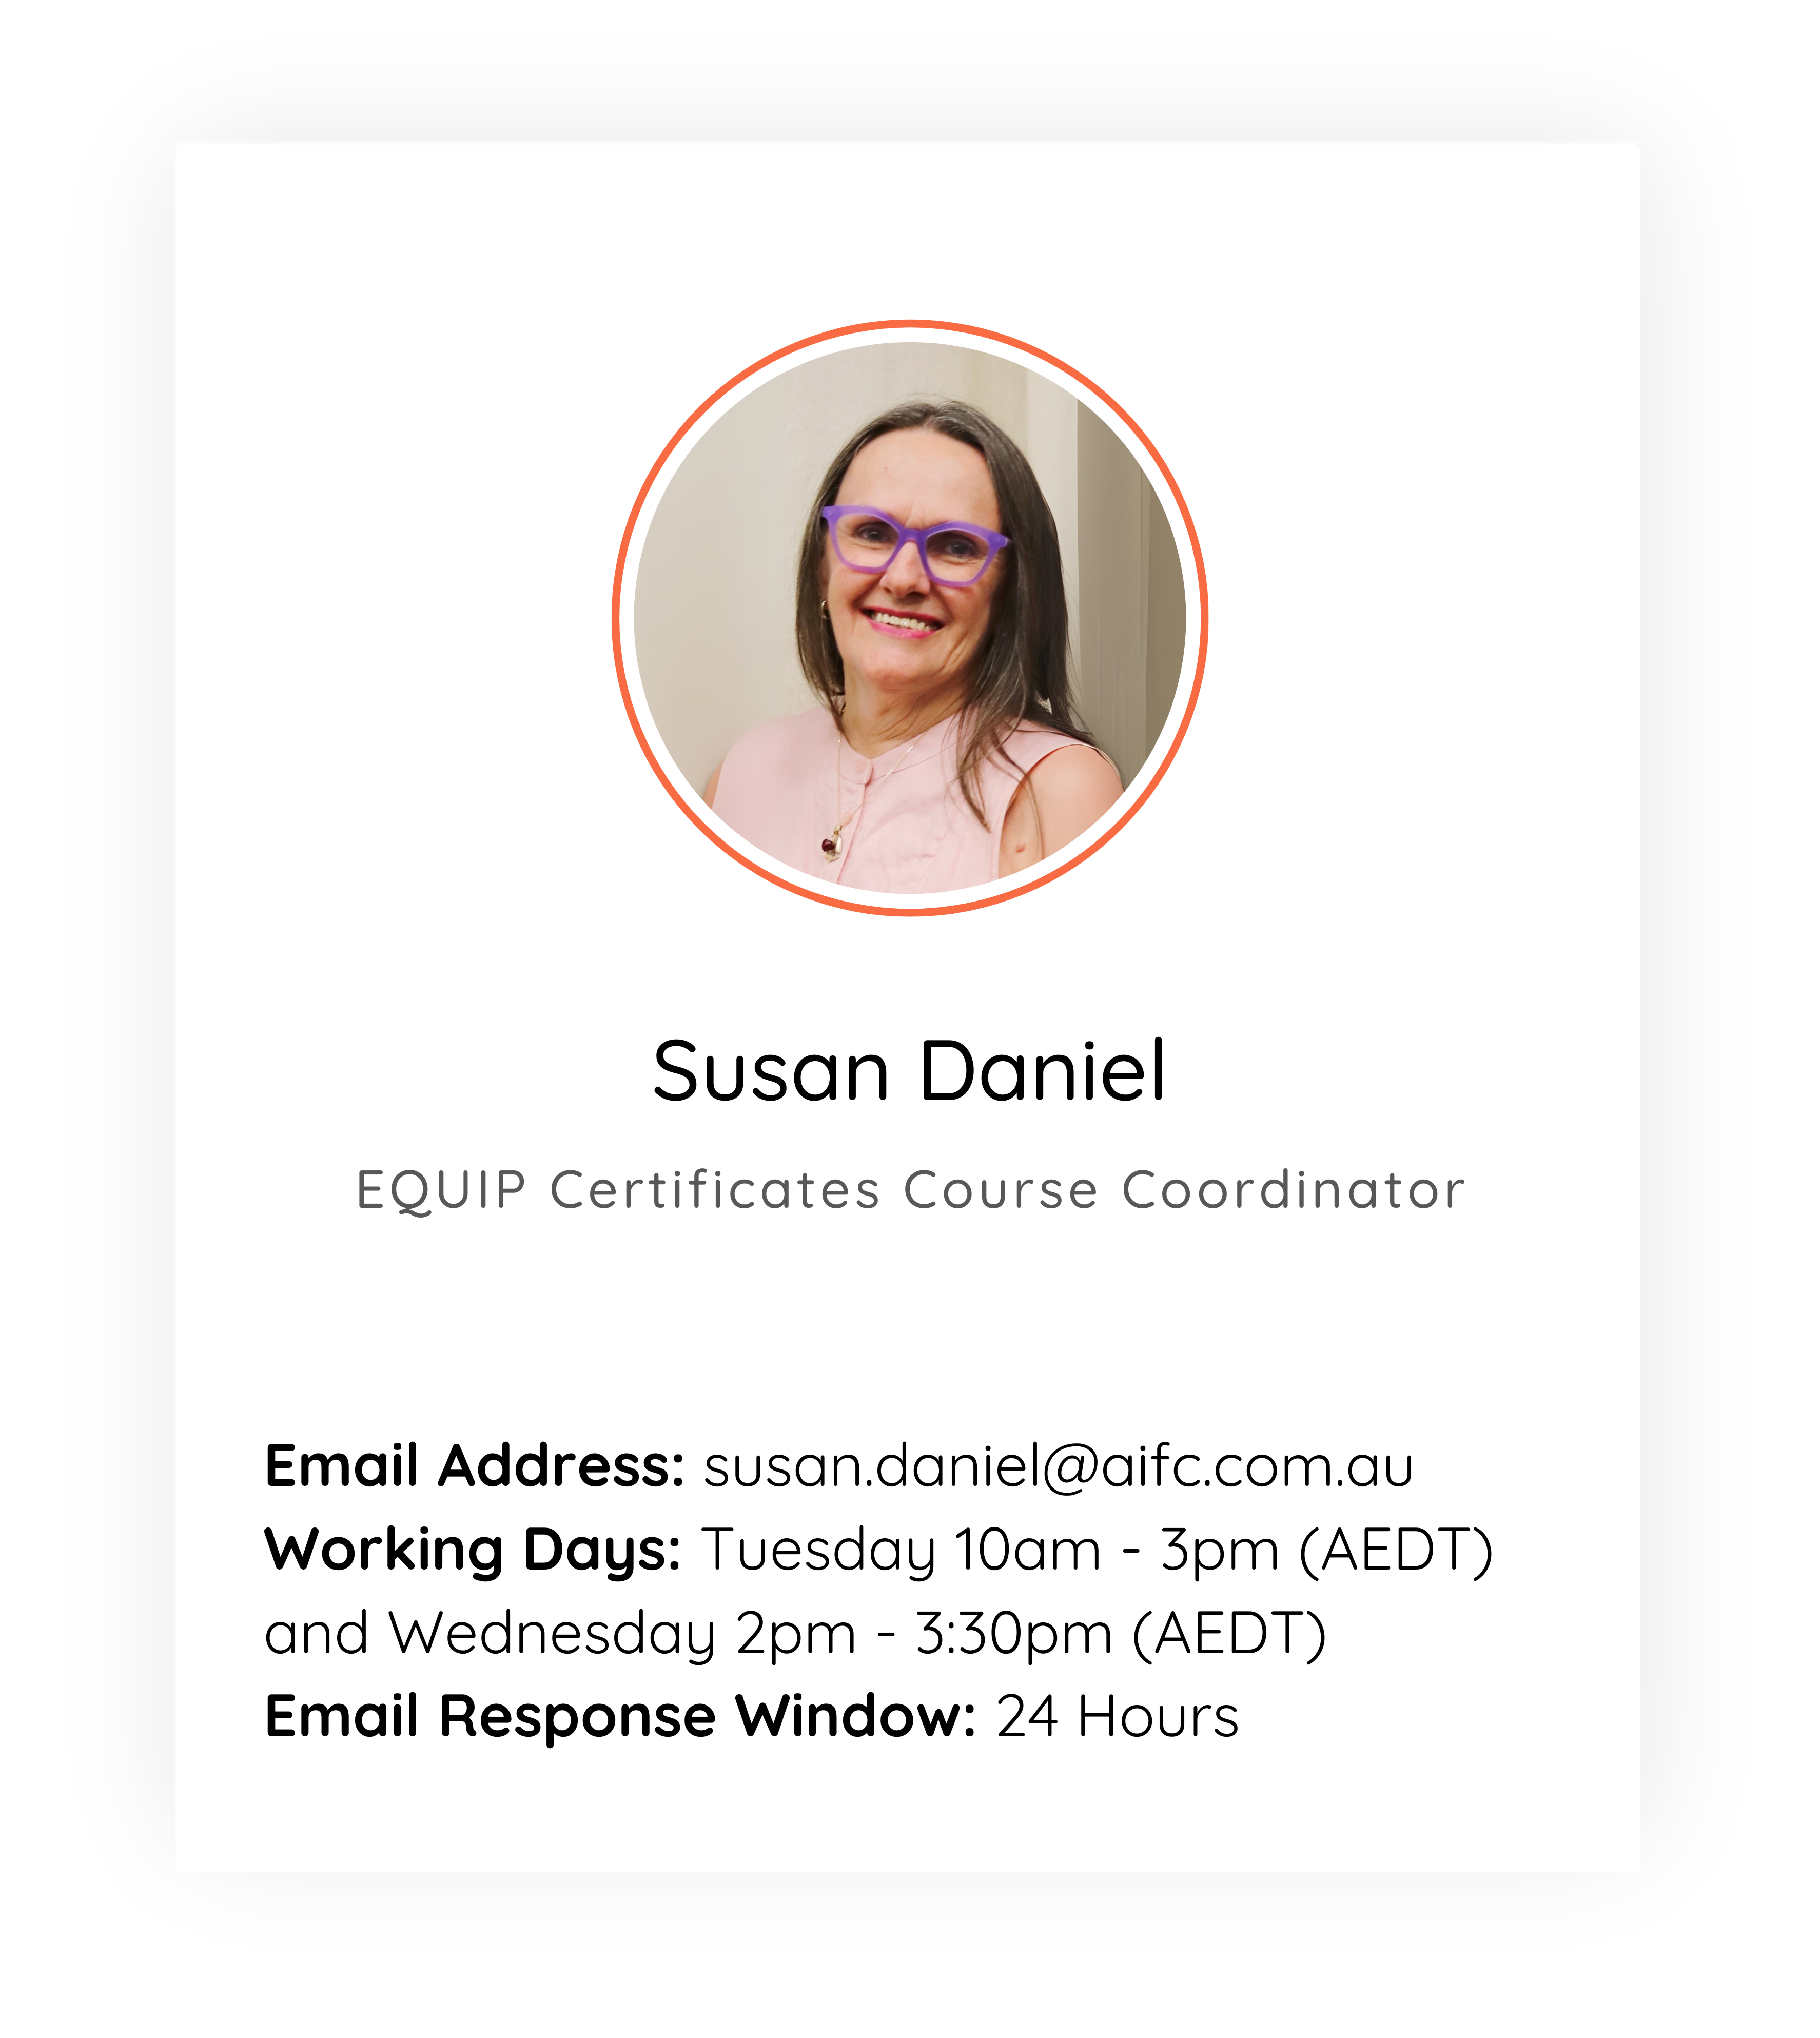 Susan Daniel
EQUIP Certificates Course Coordinator
Email Address: susan.daniel@aifc.com.au
Working Days: Tuesday 10am - 3pm (AEDT)
and Wednesday 2pm - 3:30pm (AEDT)
Email Response Window: 24 Hours